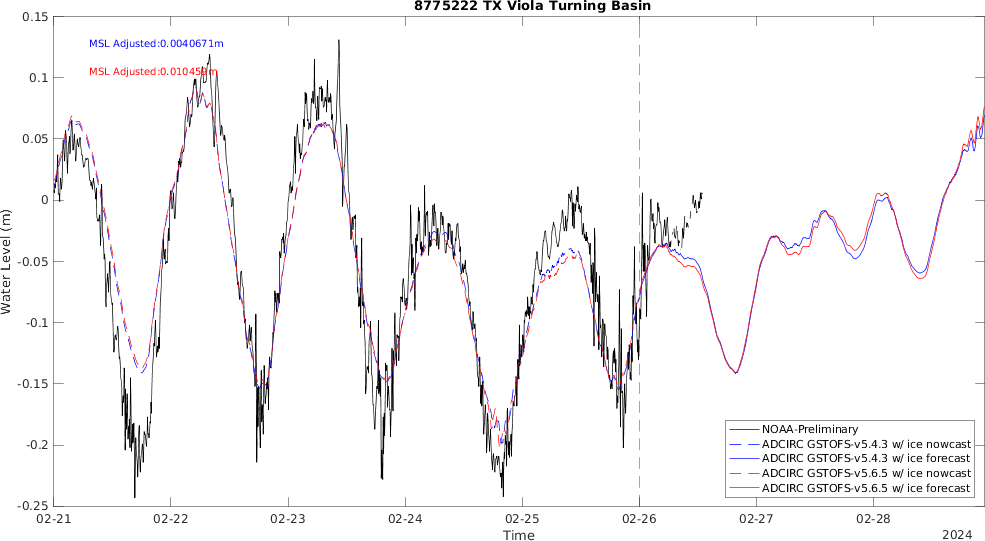 8775222 TX Viola Turning Basin
0.15
0.1
0.05
0
-0.05
-0.1
-0.15
-0.2
-0.25
Water Level (m)
MSL Adjusted:0.0040671m
MSL Adjusted:0.010459m
NOAA-Preliminary
ADCIRC GSTOFS-v5.4.3 w/ ice nowcast
ADCIRC GSTOFS-v5.4.3 w/ ice forecast
ADCIRC GSTOFS-v5.6.5 w/ ice nowcast
ADCIRC GSTOFS-v5.6.5 w/ ice forecast
02-21 02-22 02-23 02-24 02-25 02-26 02-27 02-28
Time
2024